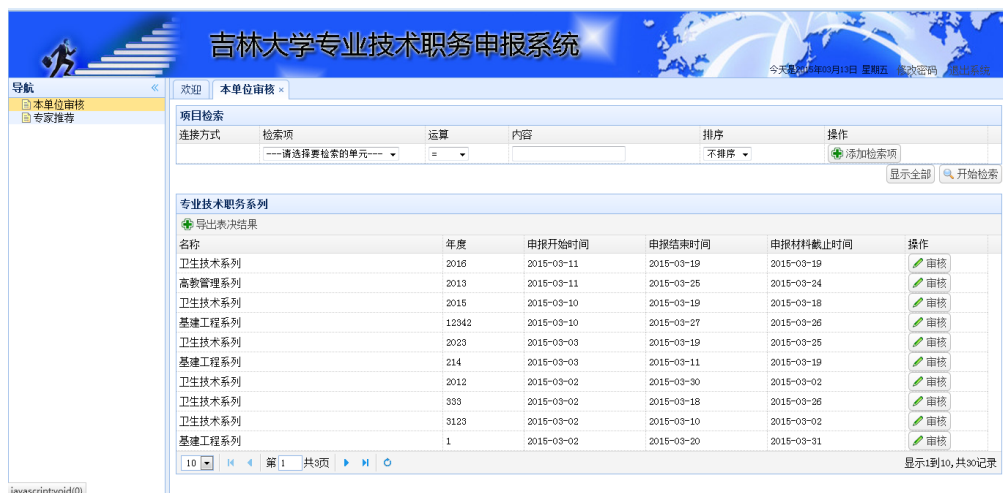 吉林大学专业技术职务申报系统
今天是2015年03月13日 星期五 修改密码 退出系统
导航 «
本单位审核
专家推荐
欢迎 本单位审核 ×
项目检索
连接方式 检索项 运算 内容 排序 操作
---请选择要检索的单元--- = 不排序 添加检索项
显示全部 开始检索
专业技术职务系列
导出表决结果
名称 年度 申报开始时间 申报结束时间 申报材料截止时间 操作
卫生技术系列 2016 2015-03-11 2015-03-19 2015-03-19 审核
高教管理系列 2013 2015-03-11 2015-03-25 2015-03-24 审核
卫生技术系列 2015 2015-03-10 2015-03-19 2015-03-18 审核
基建工程系列 12342 2015-03-10 2015-03-27 2015-03-26 审核
卫生技术系列 2023 2015-03-03 2015-03-19 2015-03-25 审核
基建工程系列 214 2015-03-03 2015-03-11 2015-03-19 审核
卫生技术系列 2012 2015-03-02 2015-03-30 2015-03-02 审核
卫生技术系列 333 2015-03-02 2015-03-18 2015-03-26 审核
卫生技术系列 3123 2015-03-02 2015-03-10 2015-03-02 审核
基建工程系列 1 2015-03-02 2015-03-20 2015-03-31 审核
10 第 1 共3页 显示1到10,共30记录
javascript:void(0)